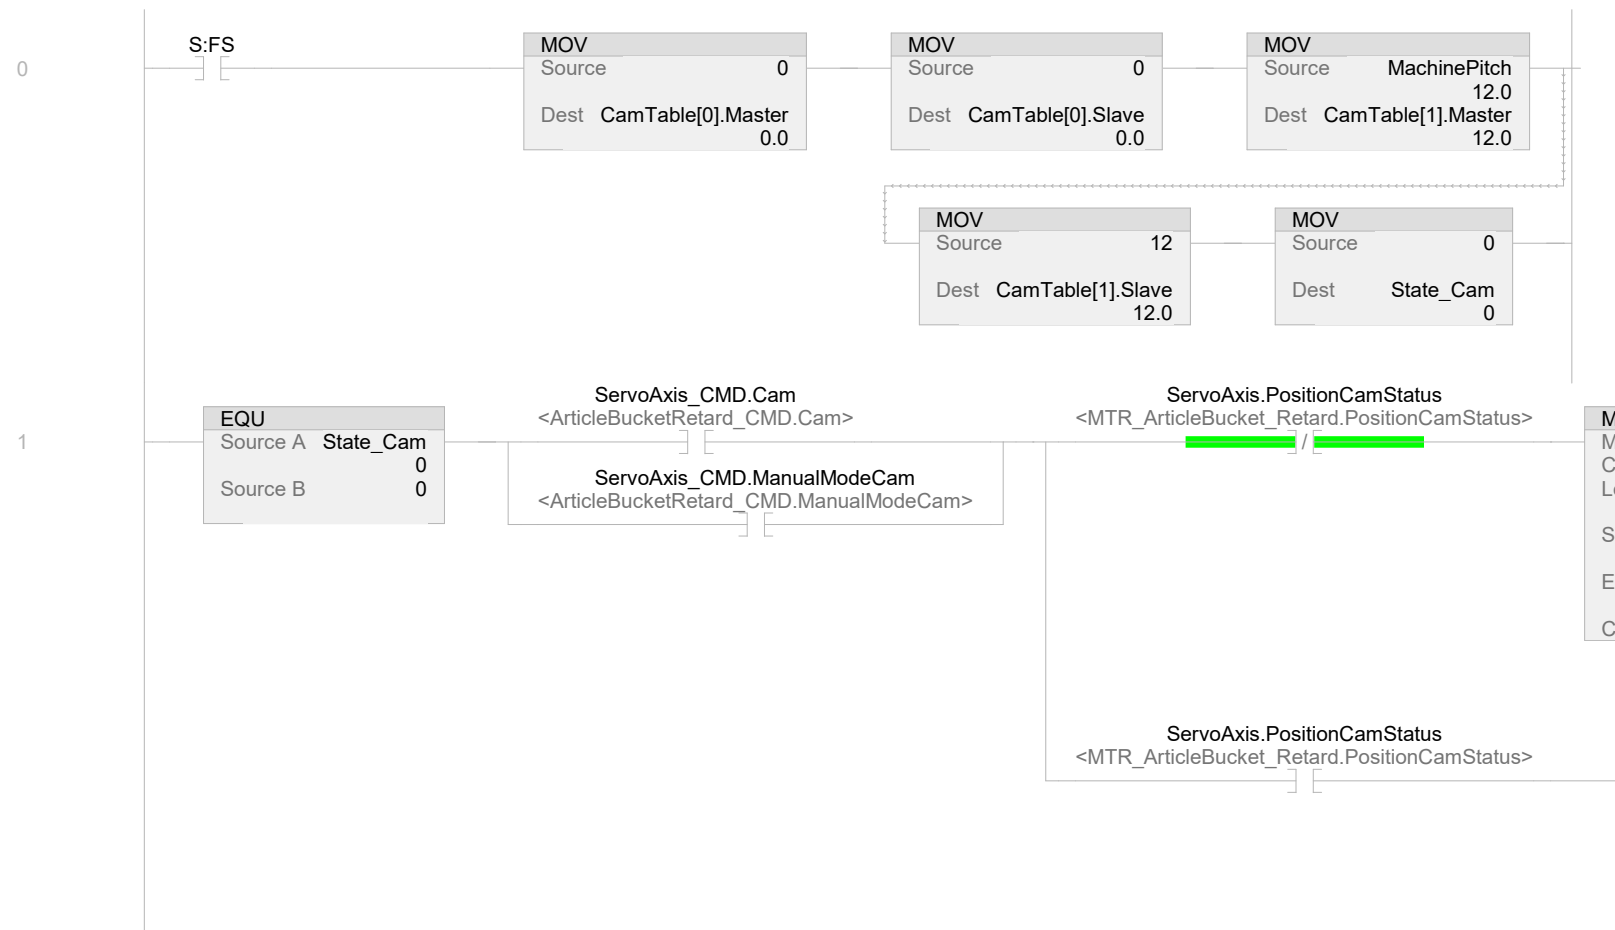 S:FS
0
MOV
Source 0
Dest CamTable[0].Master
0.0
MOV
Source 0
Dest CamTable[0].Slave
0.0
MOV
Source MachinePitch
12.0
Dest CamTable[1].Master
12.0
MOV
Source 12
Dest CamTable[1].Slave
12.0
MOV
Source 0
Dest State_Cam
0
1
EQU
Source A State_Cam
0
Source B 0
ServoAxis_CMD.Cam
<ArticleBucketRetard_CMD.Cam>
ServoAxis_CMD.ManualModeCam
<ArticleBucketRetard_CMD.ManualModeCam>
ServoAxis.PositionCamStatus
<MTR_ArticleBucket_Retard.PositionCamStatus>
/
ServoAxis.PositionCamStatus
<MTR_ArticleBucket_Retard.PositionCamStatus>